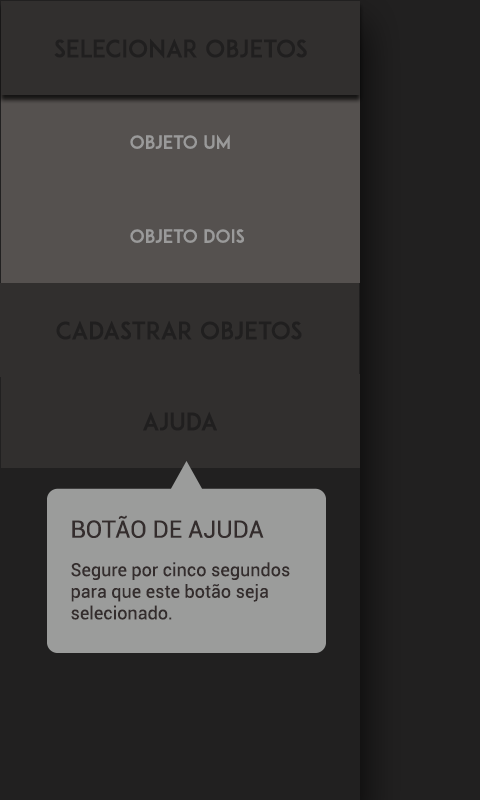 SELECIONAR OBJETOS
OBJETO UM
OBJETO DOIS
CADASTRAR OBJETOS
AJUDA
BOTÃO DE AJUDA
Segure por cinco segundos
para que este botão seja
selecionado.